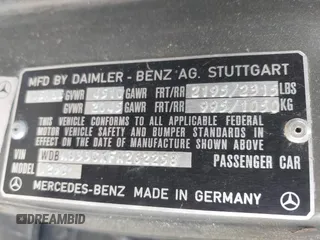 MFD BY DAIMLER - BENZ AG. STUTTGART
GVWR 4510 GAWR FRT/RR 2195/2315 LBS
GVWR 2045 GAWR FRT/RR 995/1050 KG
THIS VEHICLE CONFORMS TO ALL APPLICABLE FEDERAL
MOTOR VEHICLE SAFETY AND BUMPER STANDARDS IN
EFFECT ON THE DATE OF MANUFACTURE SHOWN ABOVE
VIN WDB
MODEL PASSENGER CAR
MERCEDES-BENZ MADE IN GERMANY
DREAMBID